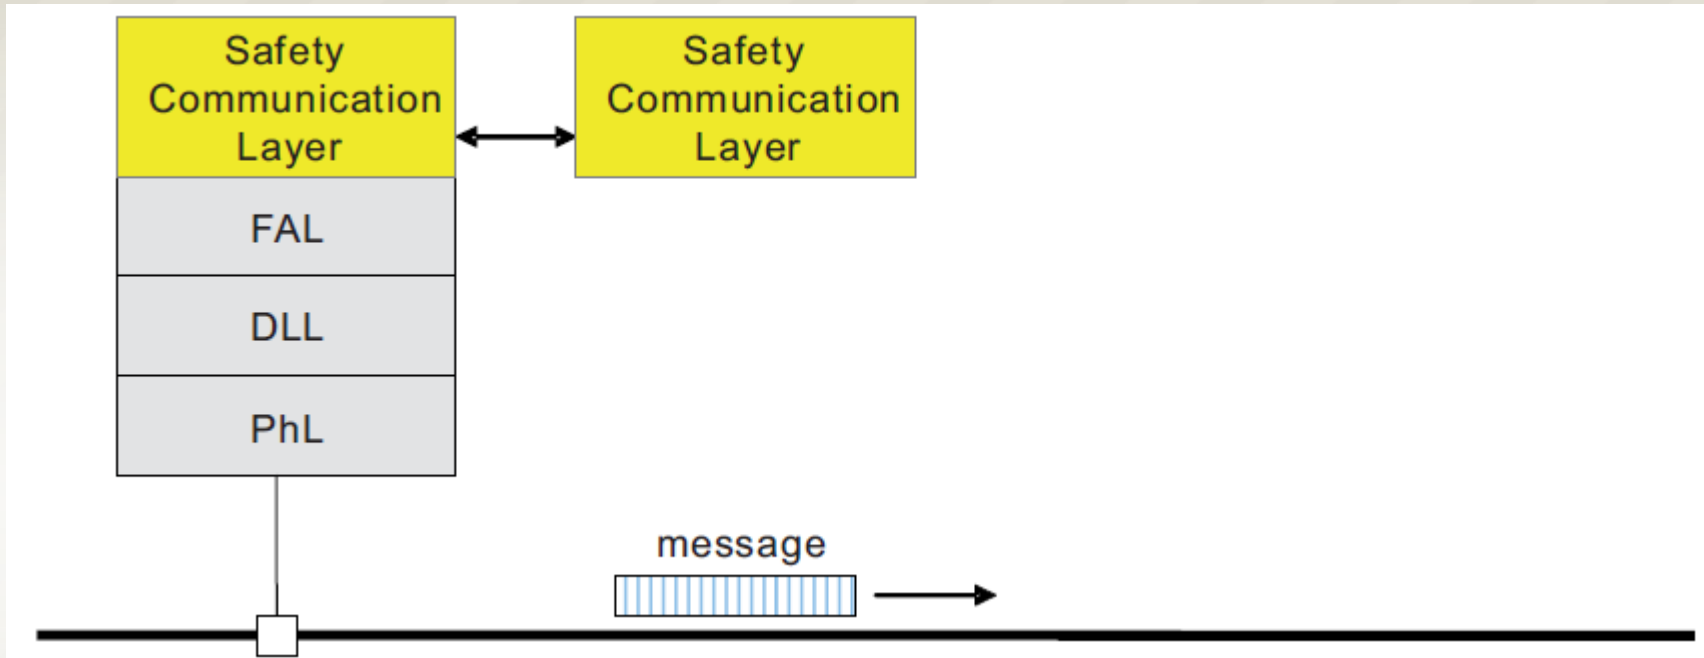 Safety
Communication
Layer
Safety
Communication
Layer
FAL
DLL
PhL
message